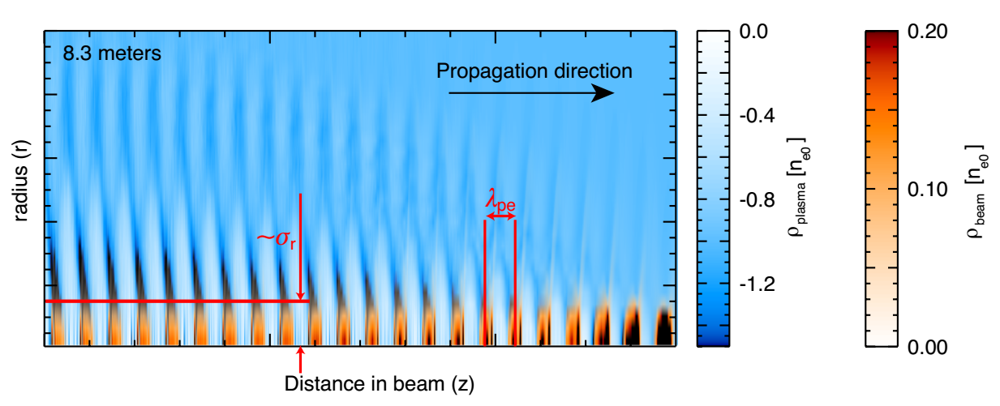 8.3 meters
Propagation direction
radius (r)
~σr
λpe
Distance in beam (z)
0.0
-0.4
-0.8
-1.2
ρplasma [ne0]
0.20
0.10
0.00
ρbeam [ne0]